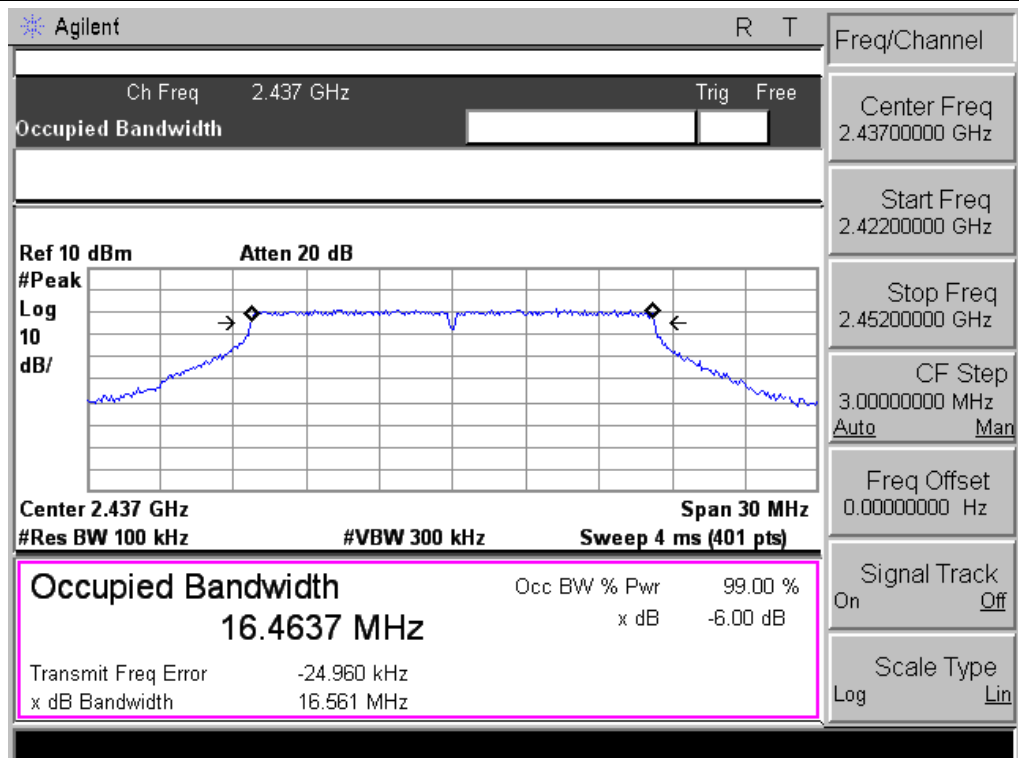 Agilent R T
Ch Freq 2.437 GHz Trig Free
Occupied Bandwidth
Ref 10 dBm Atten 20 dB
#Peak
Log
10
dB/
Center 2.437 GHz Span 30 MHz
#Res BW 100 kHz #VBW 300 kHz Sweep 4 ms (401 pts)
Occupied Bandwidth
16.4637 MHz
Occ BW % Pwr 99.00 %
x dB -6.00 dB
Transmit Freq Error -24.960 kHz
x dB Bandwidth 16.561 MHz
Freq/Channel
Center Freq
2.43700000 GHz
Start Freq
2.42200000 GHz
Stop Freq
2.45200000 GHz
CF Step
3.00000000 MHz
Auto Man
Freq Offset
0.00000000 Hz
Signal Track
On Off
Scale Type
Log Lin